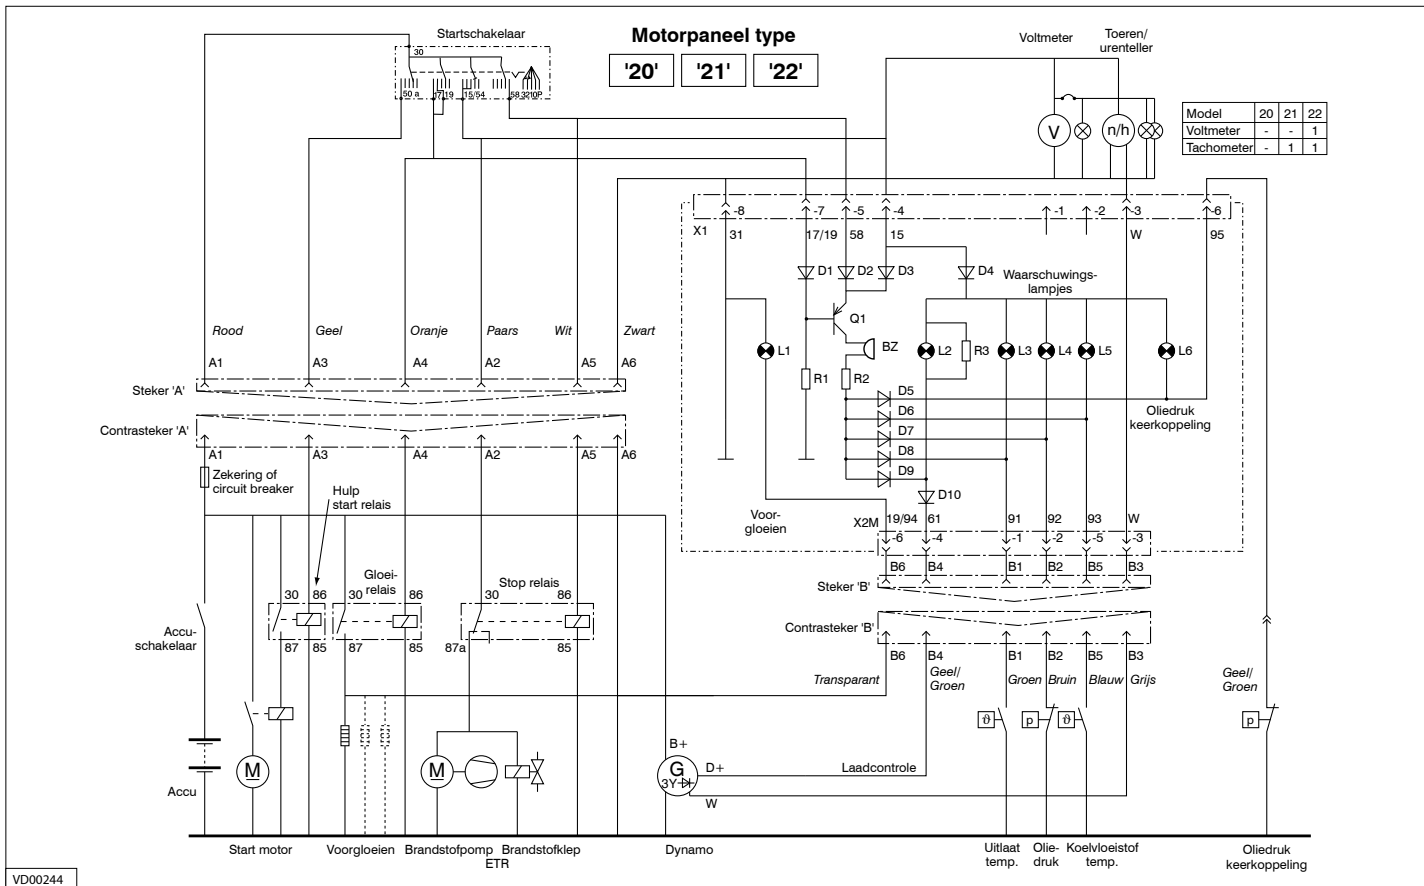 Startschakelaar
Motorpaneel type
'20' '21' '22'
Voltmeter
Toeren/
urenteller
30
50 a 17 19 15/54 58 3210P
V
n/h
Model 20 21 22
Voltmeter - - 1
Tachometer - 1 1
-8 -7 -5 -4 -1 -2 -3 -6
X1 31 17/19 58 15 W 95
D1 D2 D3 D4
Waarschuwings-
lampjes
Q1
BZ
L1 L2 R3 L3 L4 L5 L6
R1 R2
D5
D6
D7
D8
D9
D10
Oliedruk
keerkoppeling
Rood Geel Oranje Paars Wit Zwart
A1 A3 A4 A2 A5 A6
Steker 'A'
Contrasteker 'A'
A1 A3 A4 A2 A5 A6
Zekering of
circuit breaker
Hulp
start relais
Voor-
gloeien
X2M 19/94 61 91 92 93 W
-6 -4 -1 -2 -5 -3
B6 B4 B1 B2 B5 B3
Steker 'B'
Contrasteker 'B'
B6 B4 B1 B2 B5 B3
Gloei-
relais
Stop relais
30 86 30 86 30 86
87 85 87 85 87a 85
Accu-
schakelaar
Transparant
Geel/
Groen
Groen Bruin Blauw Grijs
Geel/
Groen
ϑ p ϑ p
B+
G
3Y
D+
W
Laadcontrole
M M
Accu
Start motor
Voorgloeien
Brandstofpomp
Brandstofklep
ETR
Dynamo
Uitlaat
temp.
Olie-
druk
Koelvloeistof
temp.
Oliedruk
keerkoppeling
VD00244